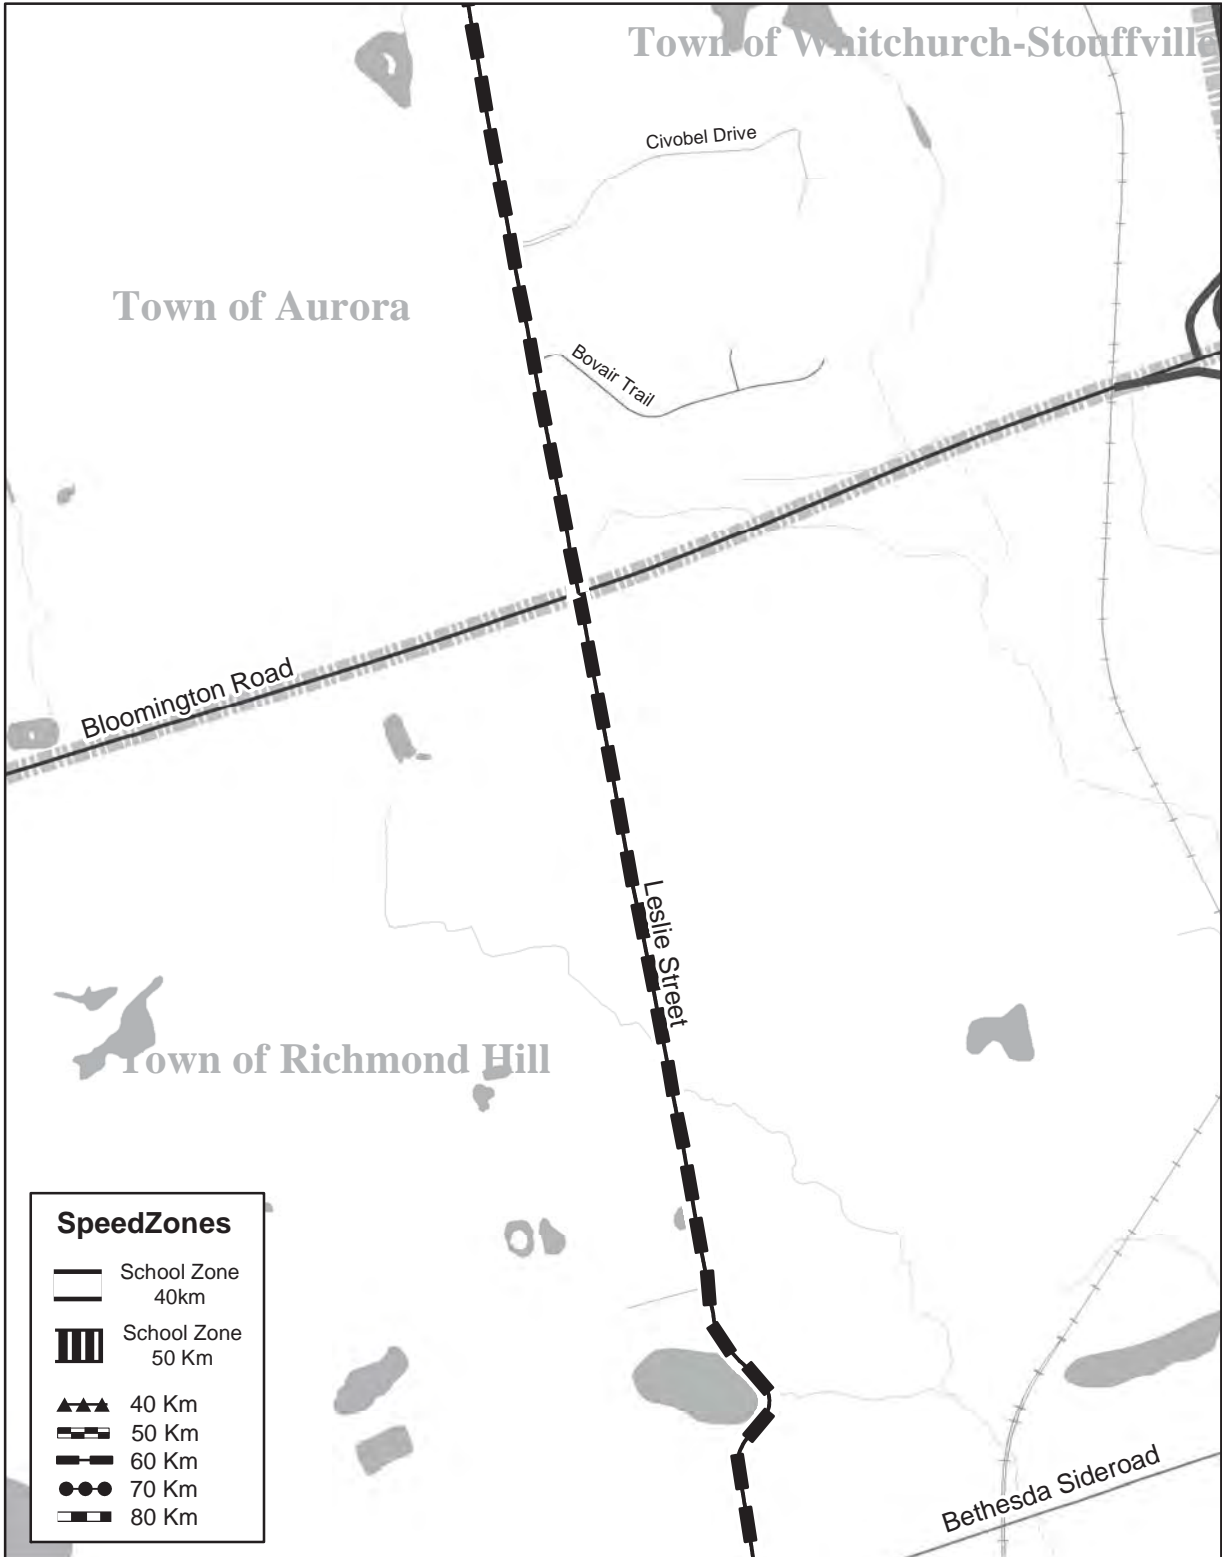 Town of Whitchurch-Stouffville
Civobel Drive
Town of Aurora
Bovair Trail
Bloomington Road
Leslie Street
Town of Richmond Hill
SpeedZones
School Zone
40km
School Zone
50 Km
40 Km
50 Km
60 Km
70 Km
80 Km
Bethesda Sideroad